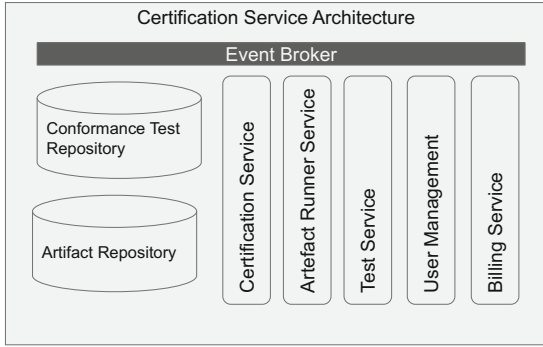 Certification Service Architecture
Event Broker
Conformance Test
Repository
Artifact Repository
Certification Service
Artefact Runner Service
Test Service
User Management
Billing Service